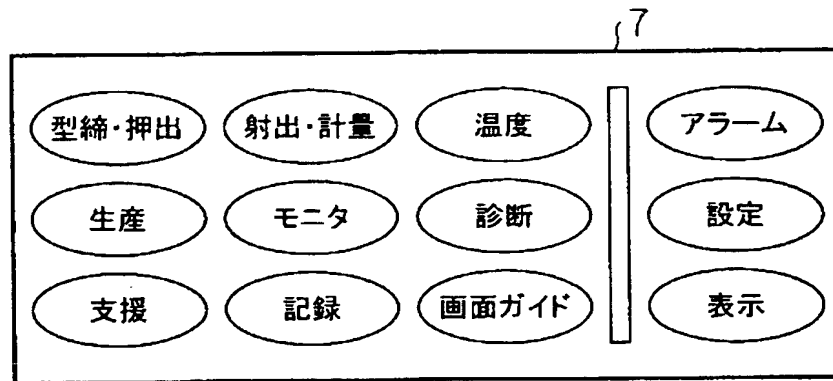 7
型締・押出 射出・計量 温度 アラーム
生産 モニタ 診断 設定
支援 記録 画面ガイド 表示